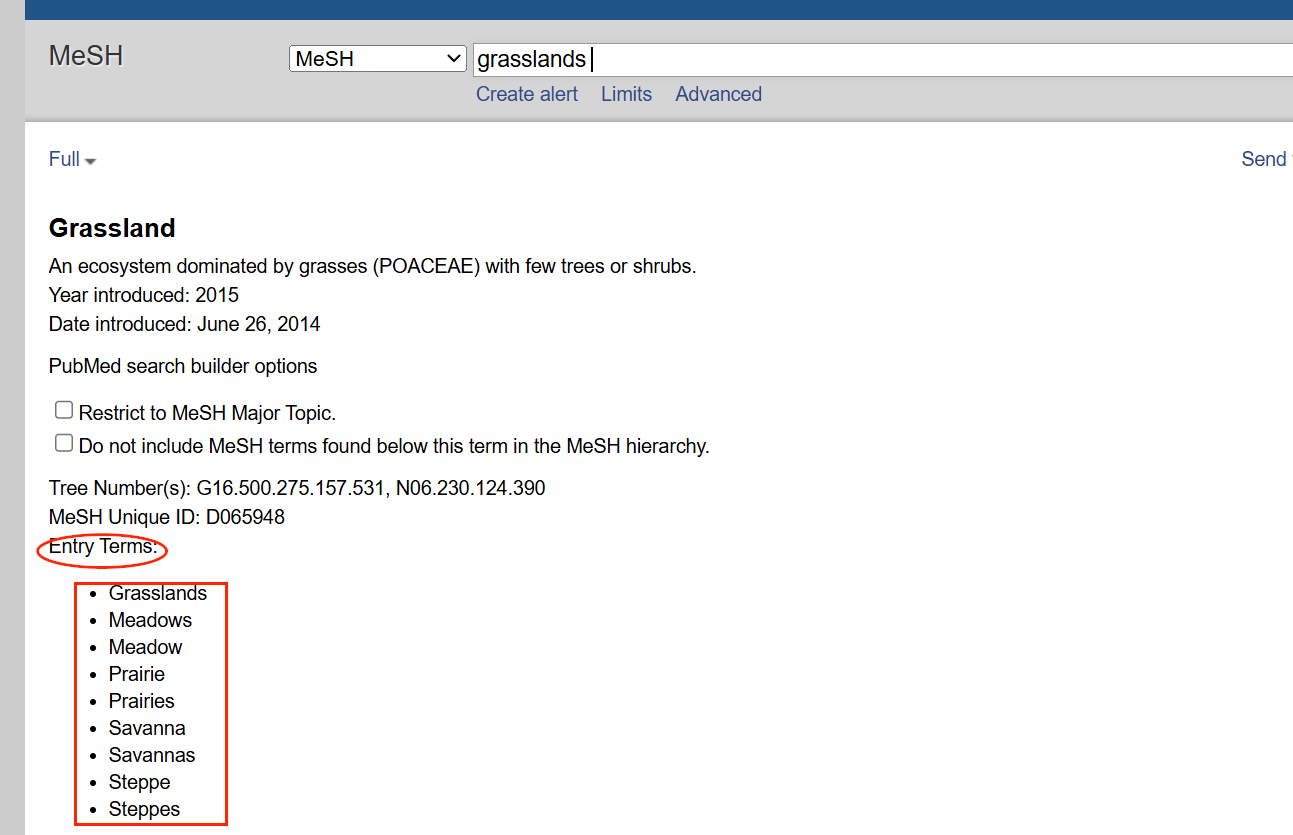 MeSH
MeSH
grasslands
Create alert Limits Advanced
Full
Send
Grassland
An ecosystem dominated by grasses (POACEAE) with few trees or shrubs.
Year introduced: 2015
Date introduced: June 26, 2014
PubMed search builder options
Restrict to MeSH Major Topic.
Do not include MeSH terms found below this term in the MeSH hierarchy.
Tree Number(s): G16.500.275.157.531, N06.230.124.390
MeSH Unique ID: D065948
Entry Terms:
Grasslands
Meadows
Meadow
Prairie
Prairies
Savanna
Savannas
Steppe
Steppes